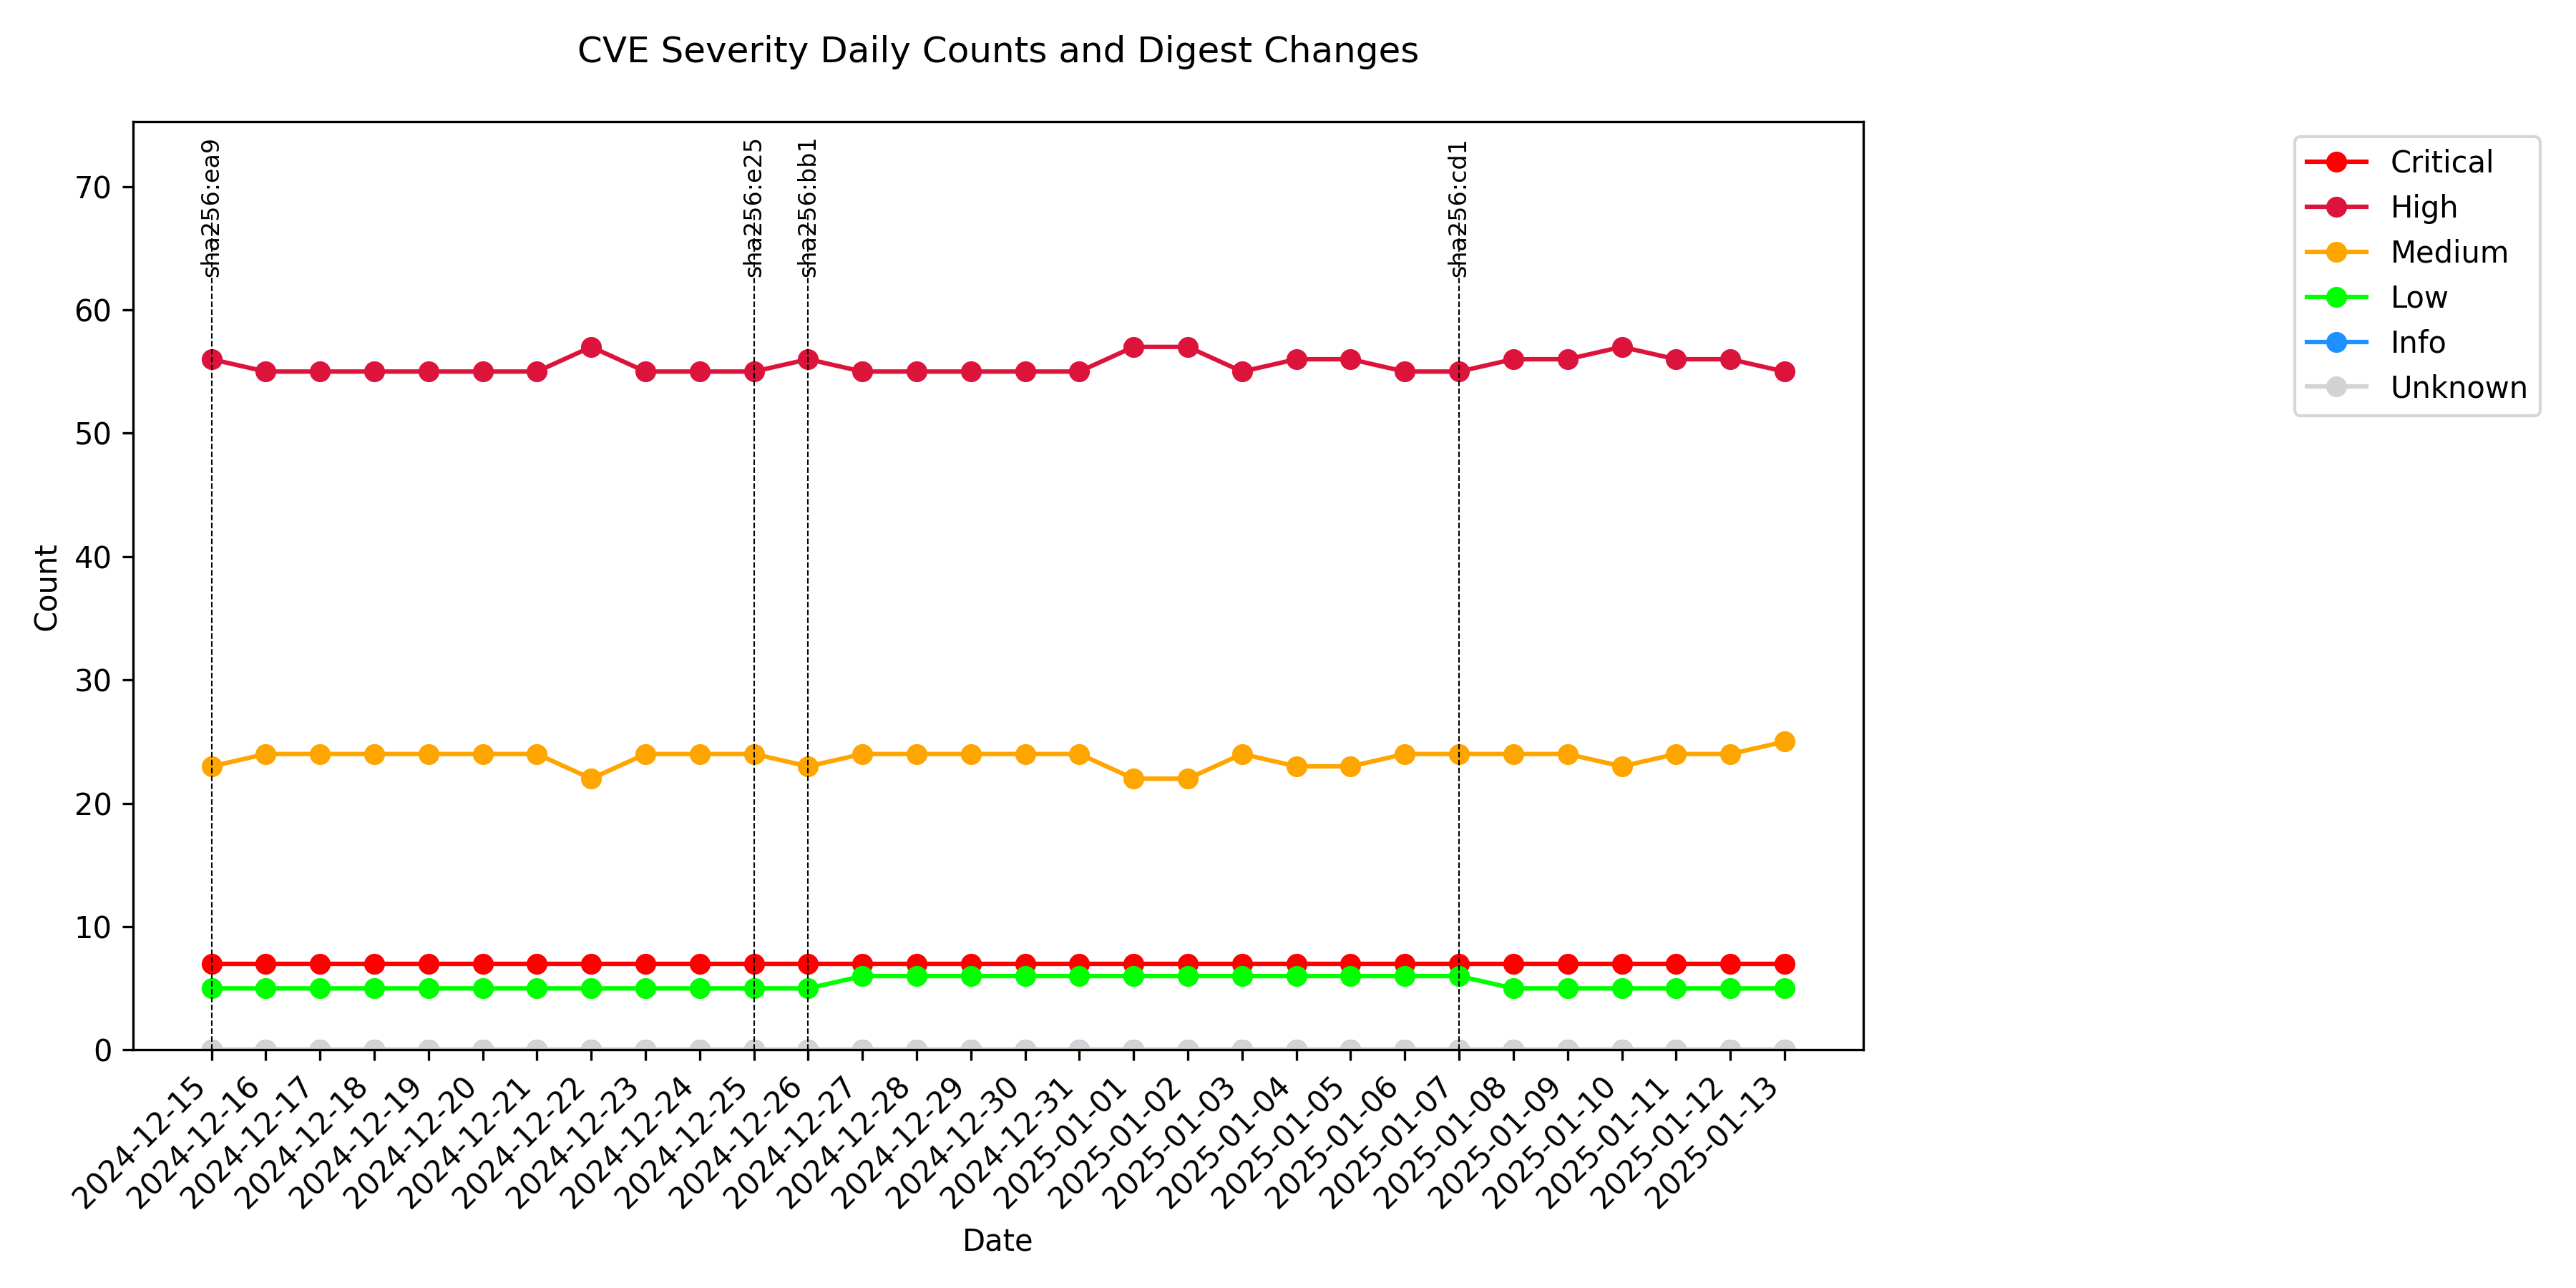 CVE Severity Daily Counts and Digest Changes
sha256:ea9
sha256:e25
sha256:bb1
sha256:cd1
Critical
High
Medium
Low
Info
Unknown
70
60
50
40
30
20
10
0
Count
2024-12-15
2024-12-16
2024-12-17
2024-12-18
2024-12-19
2024-12-20
2024-12-21
2024-12-22
2024-12-23
2024-12-24
2024-12-25
2024-12-26
2024-12-27
2024-12-28
2024-12-29
2024-12-30
2024-12-31
2025-01-01
2025-01-02
2025-01-03
2025-01-04
2025-01-05
2025-01-06
2025-01-07
2025-01-08
2025-01-09
2025-01-10
2025-01-11
2025-01-12
2025-01-13
Date